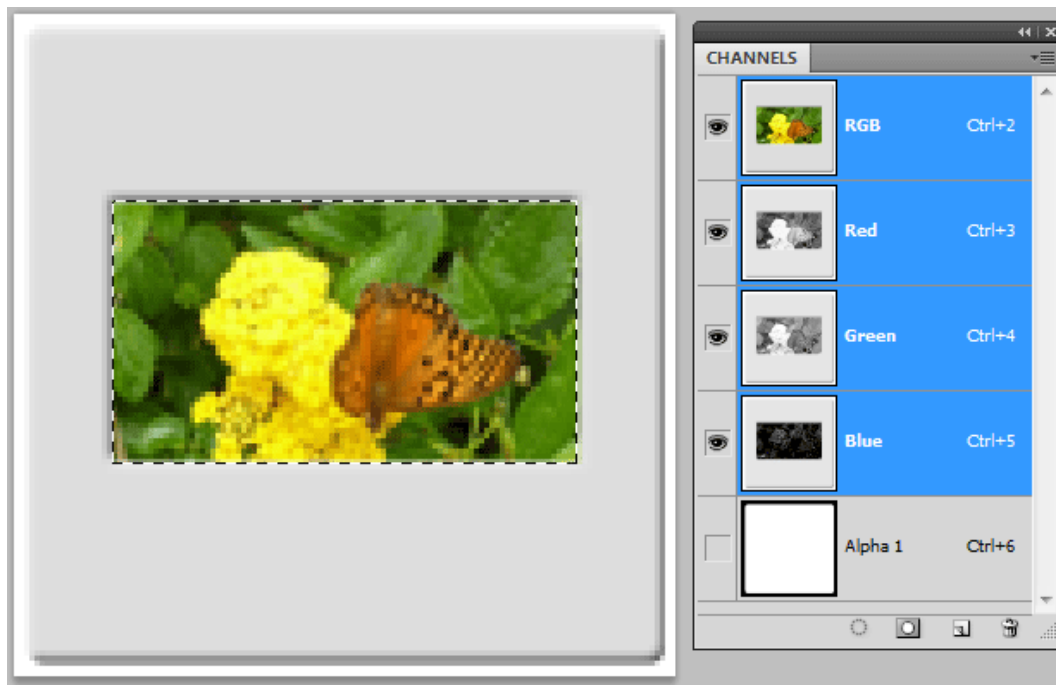 CHANNELS
RGB Ctrl+2
Red Ctrl+3
Green Ctrl+4
Blue Ctrl+5
Alpha 1 Ctrl+6